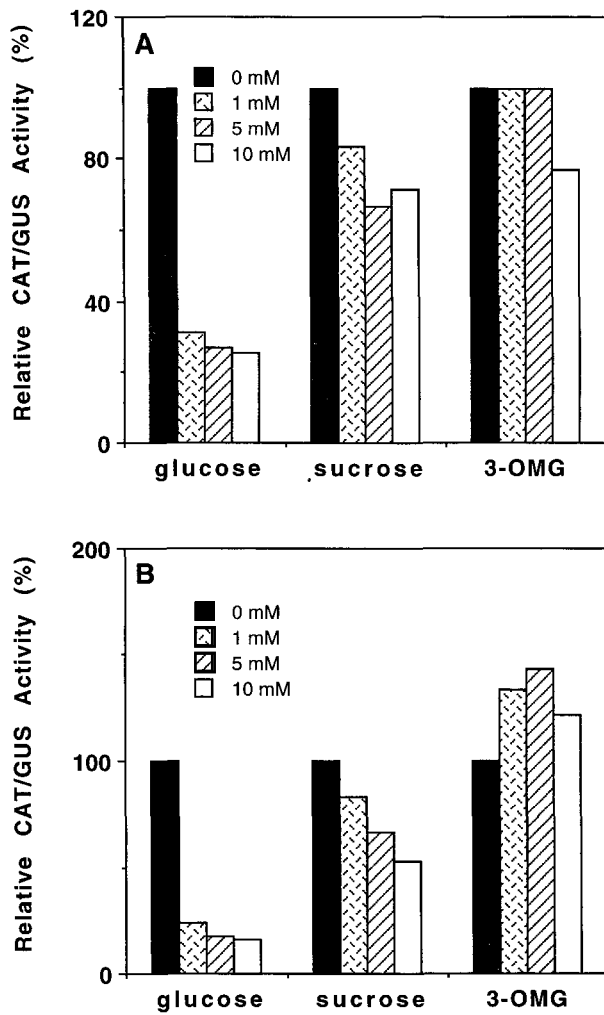 Relative CAT/GUS Activity (%)
120
80
40
0
A
0 mM
1 mM
5 mM
10 mM
glucose
sucrose
3-OMG
Relative CAT/GUS Activity (%)
200
100
0
B
0 mM
1 mM
5 mM
10 mM
glucose
sucrose
3-OMG